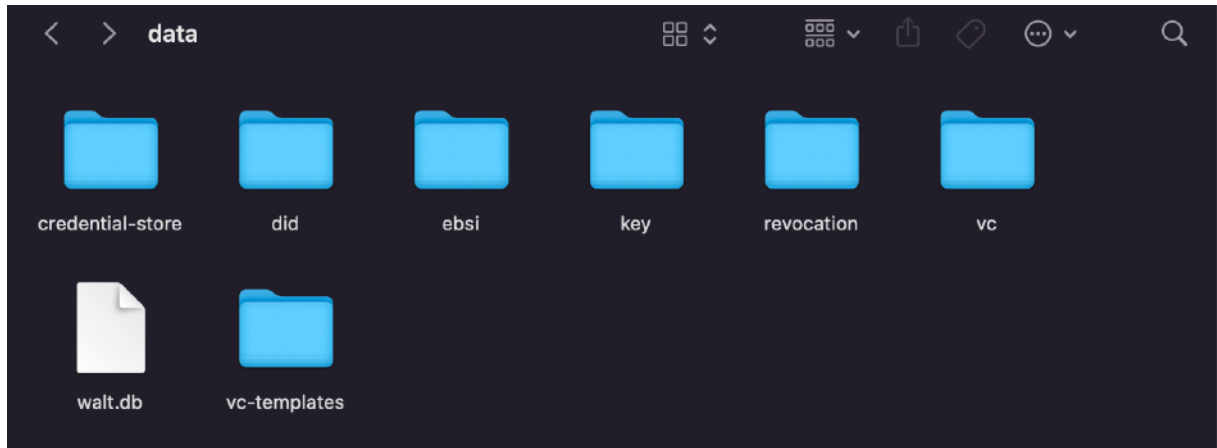 data
credential-store did ebsi key revocation vc
walt.db vc-templates